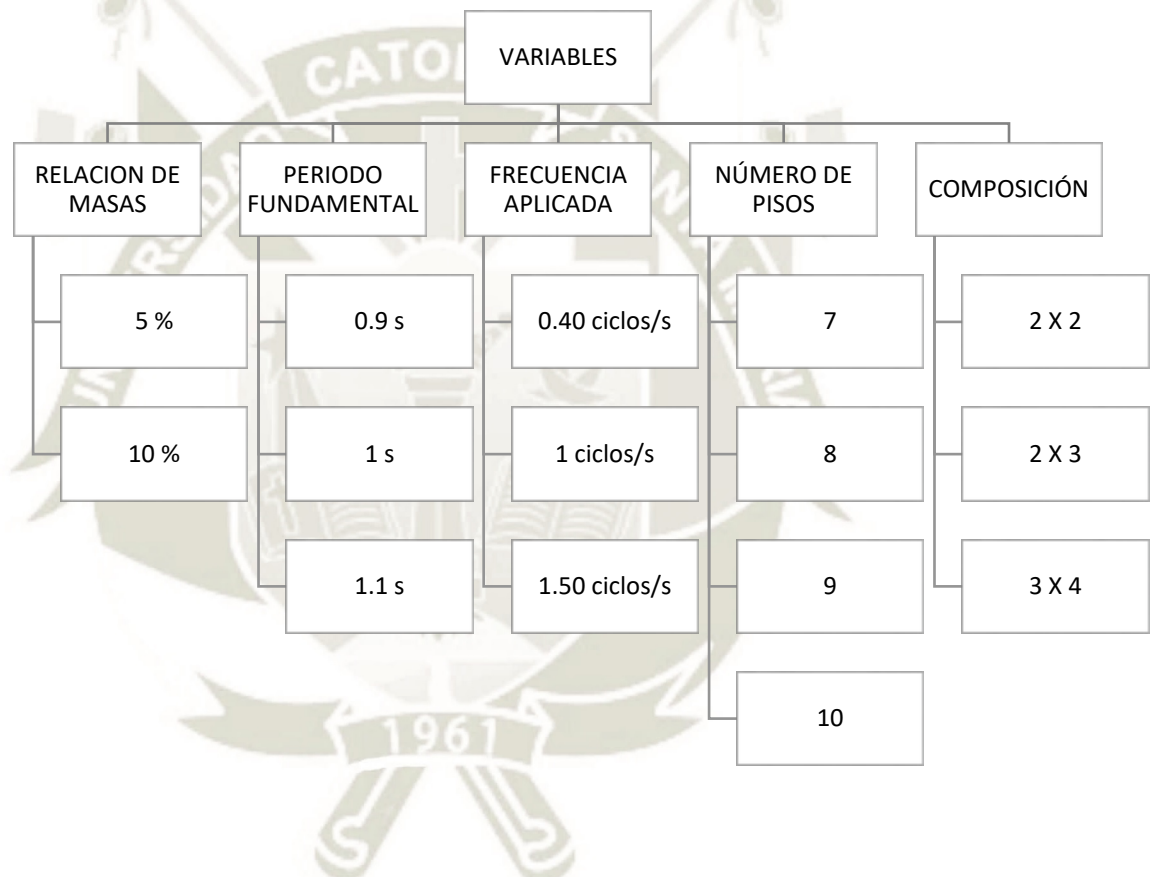 VARIABLES
RELACION DE
MASAS
5 %
10 %
PERIODO
FUNDAMENTAL
0.9 s
1 s
1.1 s
FRECUENCIA
APLICADA
0.40 ciclos/s
1 ciclos/s
1.50 ciclos/s
NÚMERO DE
PISOS
7
8
9
10
COMPOSICIÓN
2 X 2
2 X 3
3 X 4
1961